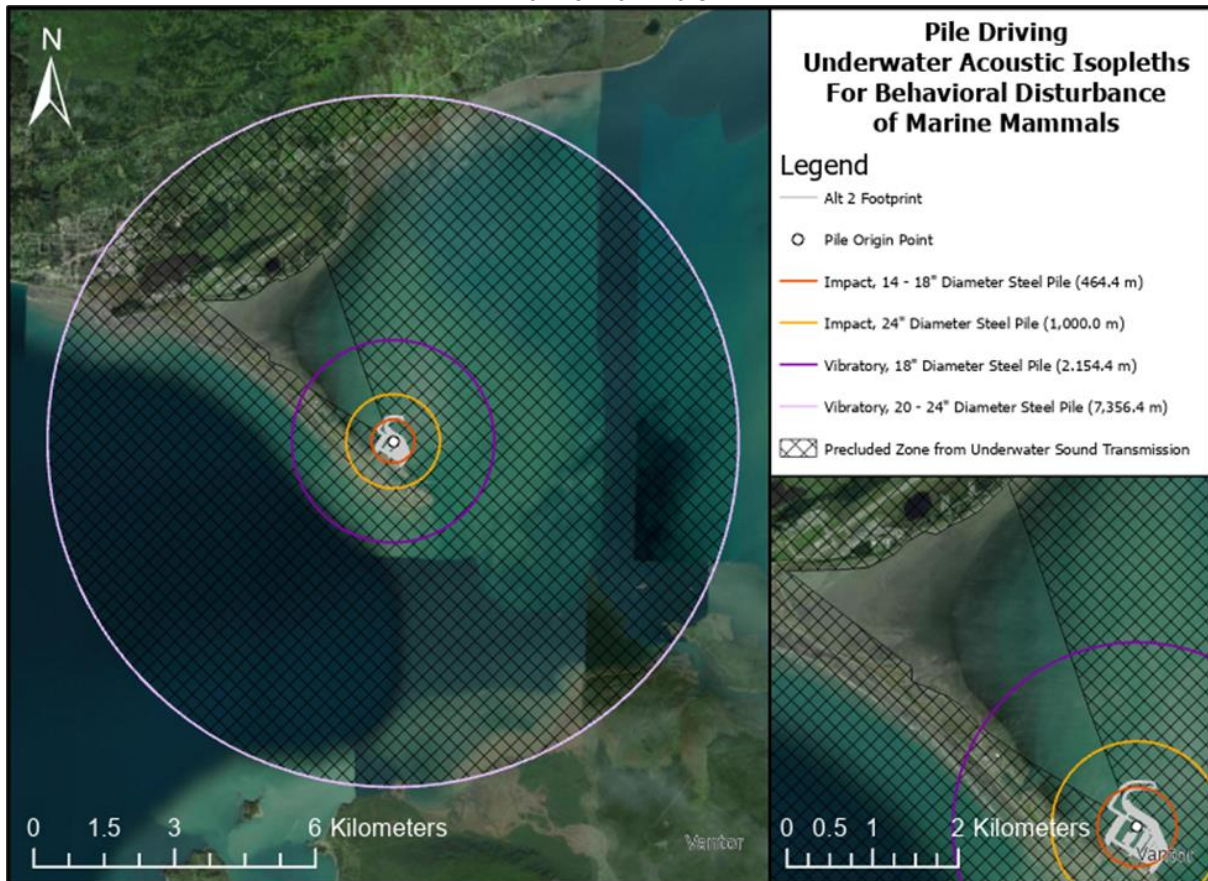 N
Pile Driving
Underwater Acoustic Isopleths
For Behavioral Disturbance
of Marine Mammals
Legend
Alt 2 Footprint
Pile Origin Point
Impact, 14 - 18" Diameter Steel Pile (464.4 m)
Impact, 24" Diameter Steel Pile (1,000.0 m)
Vibratory, 18" Diameter Steel Pile (2.154.4 m)
Vibratory, 20 - 24" Diameter Steel Pile (7,356.4 m)
Precluded Zone from Underwater Sound Transmission
0 1.5 3 6 Kilometers
Vantor
0 0.5 1 2 Kilometers
Vantor